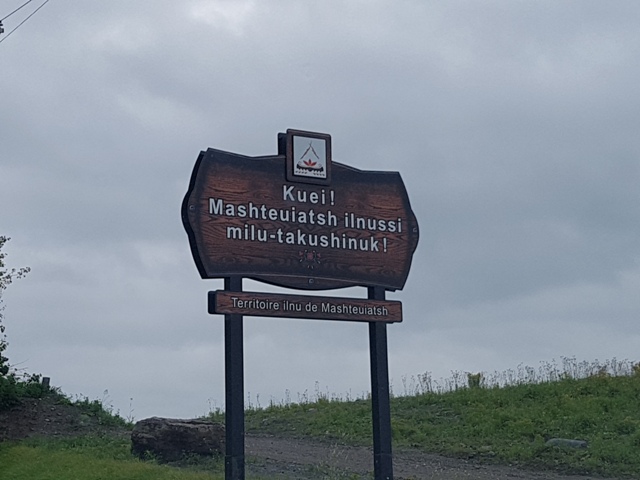 Kuei!
Mashteuiatsh ilnussi
milu-takushinuk!
Territoire ilnu de Mashteuiatsh